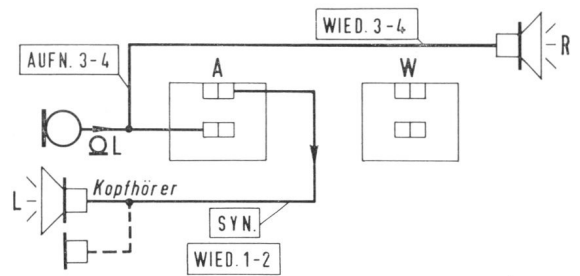 WIED. 3-4
R
AUFN. 3-4
A
W
L
Kopfhörer
L
SYN.
WIED. 1-2